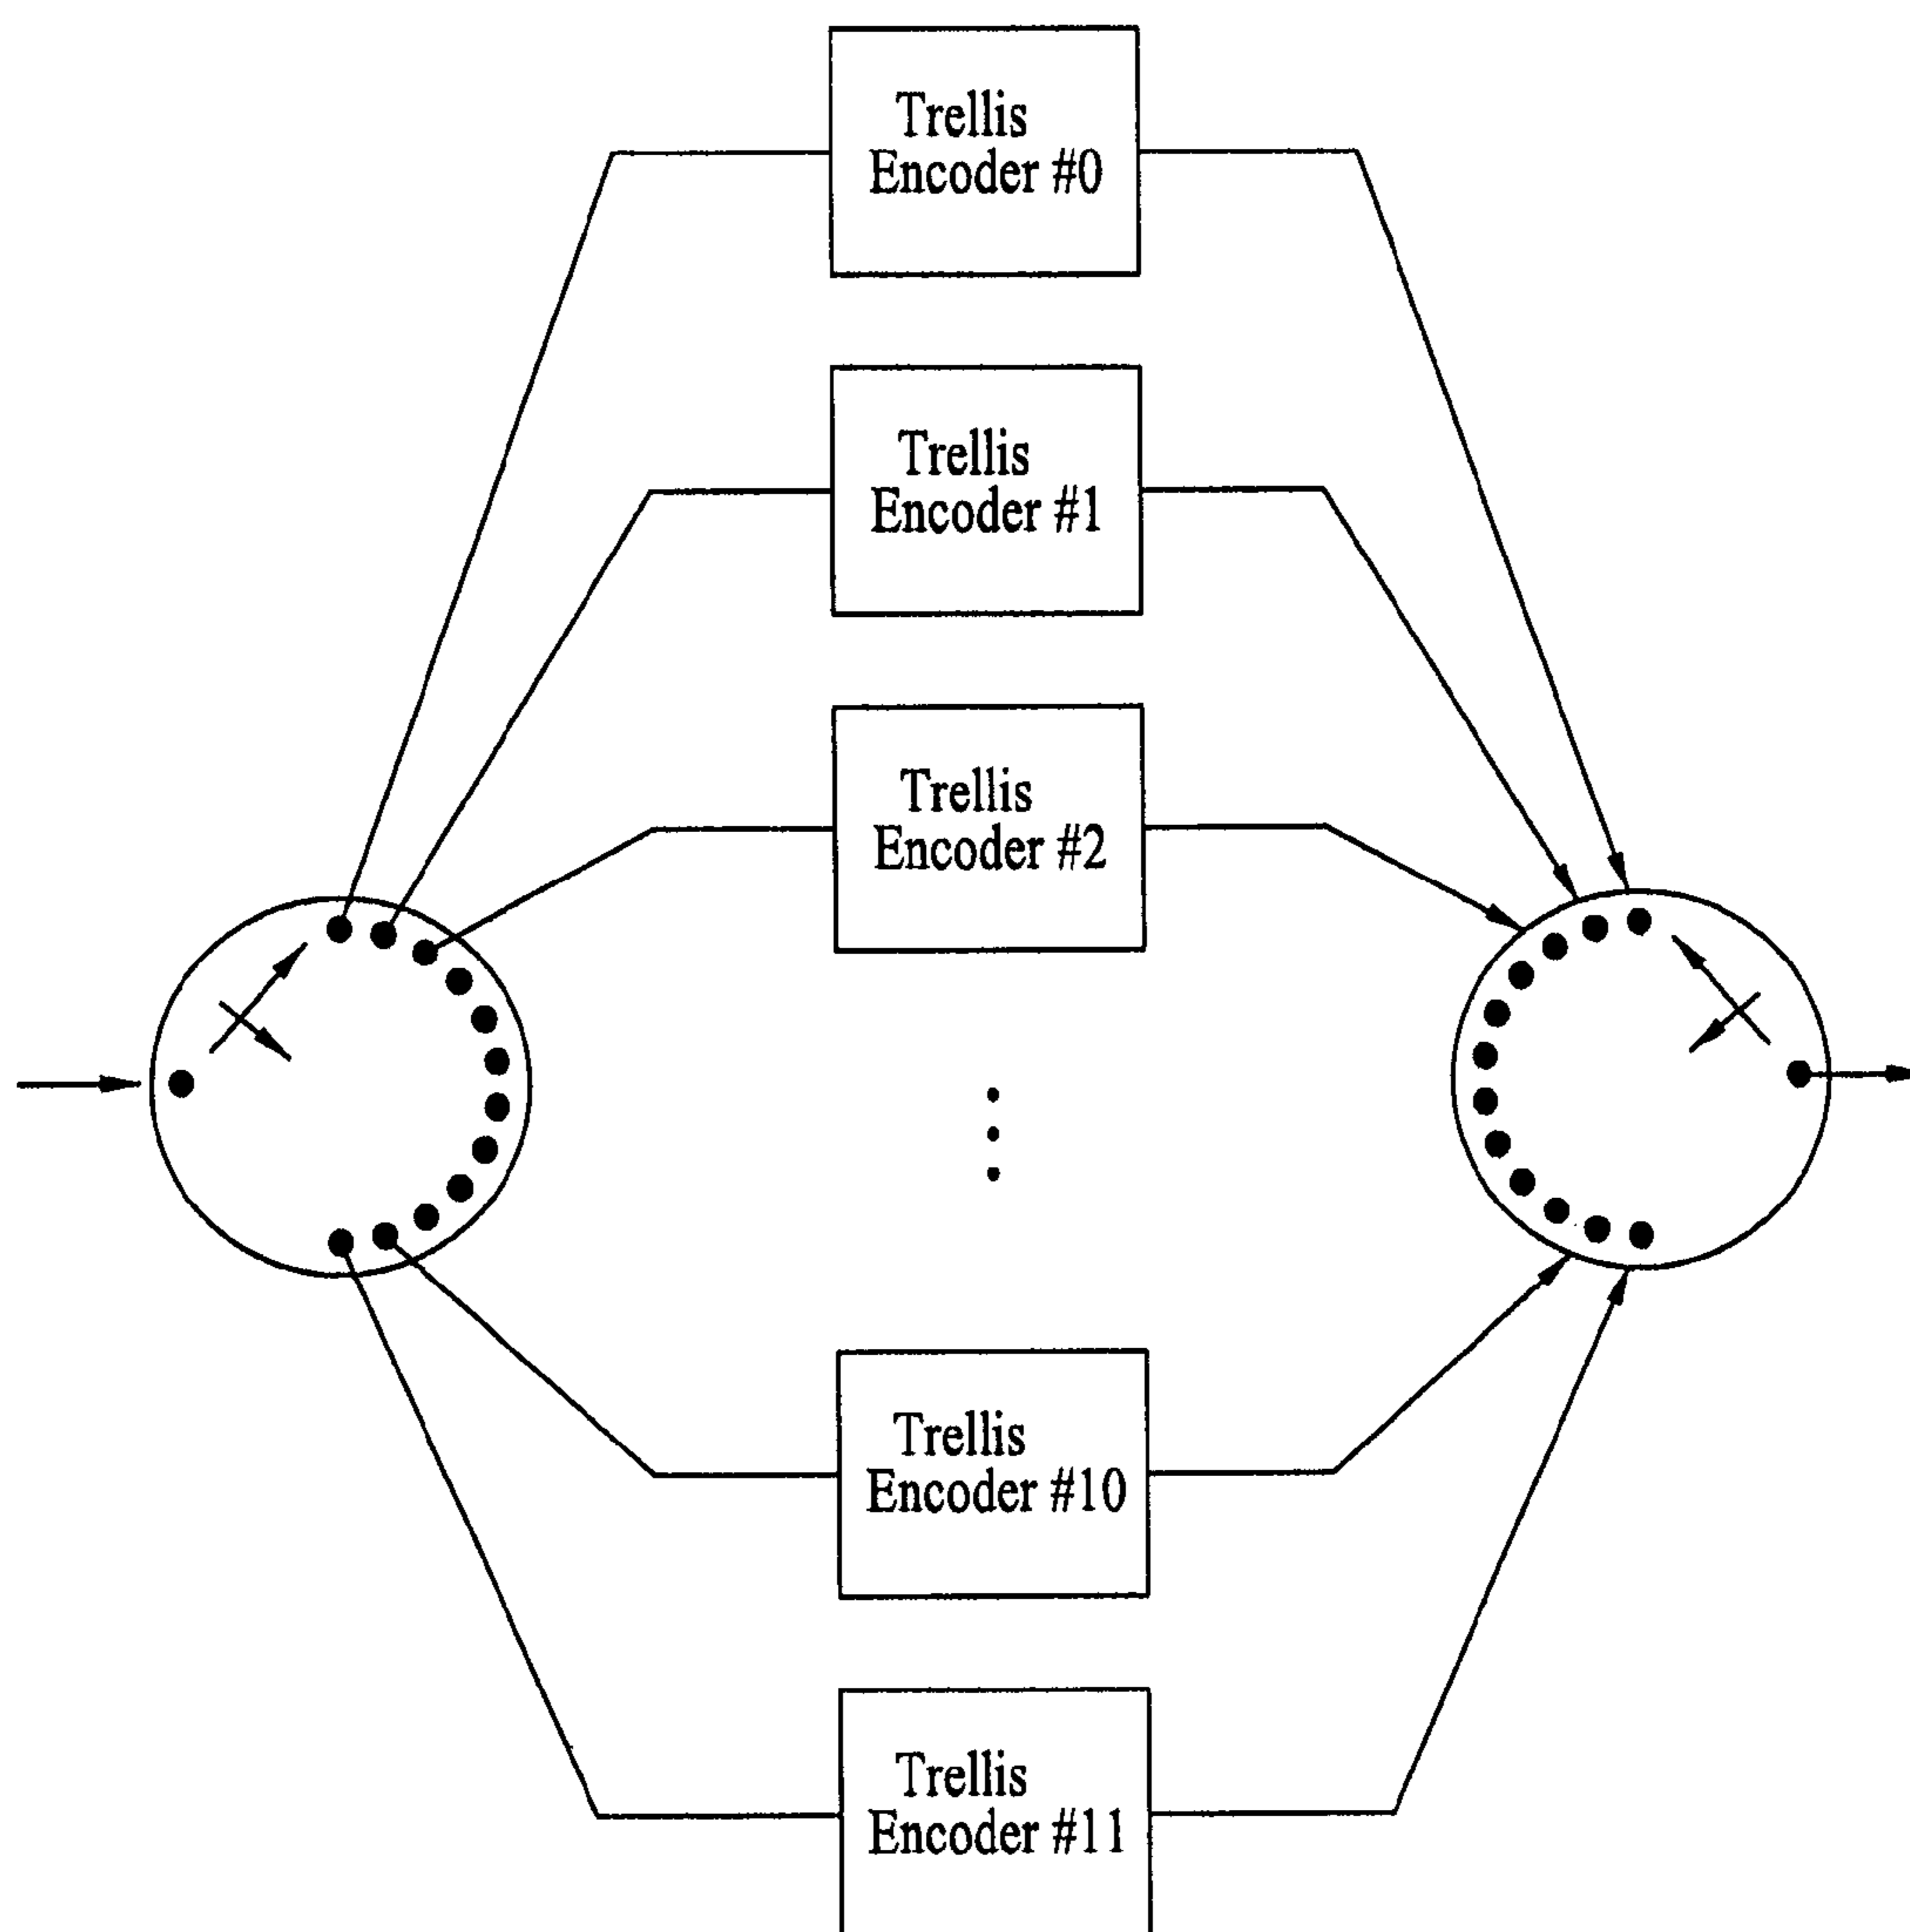 Trellis
Encoder #0
Trellis
Encoder #1
Trellis
Encoder #2
Trellis
Encoder #10
Trellis
Encoder #11